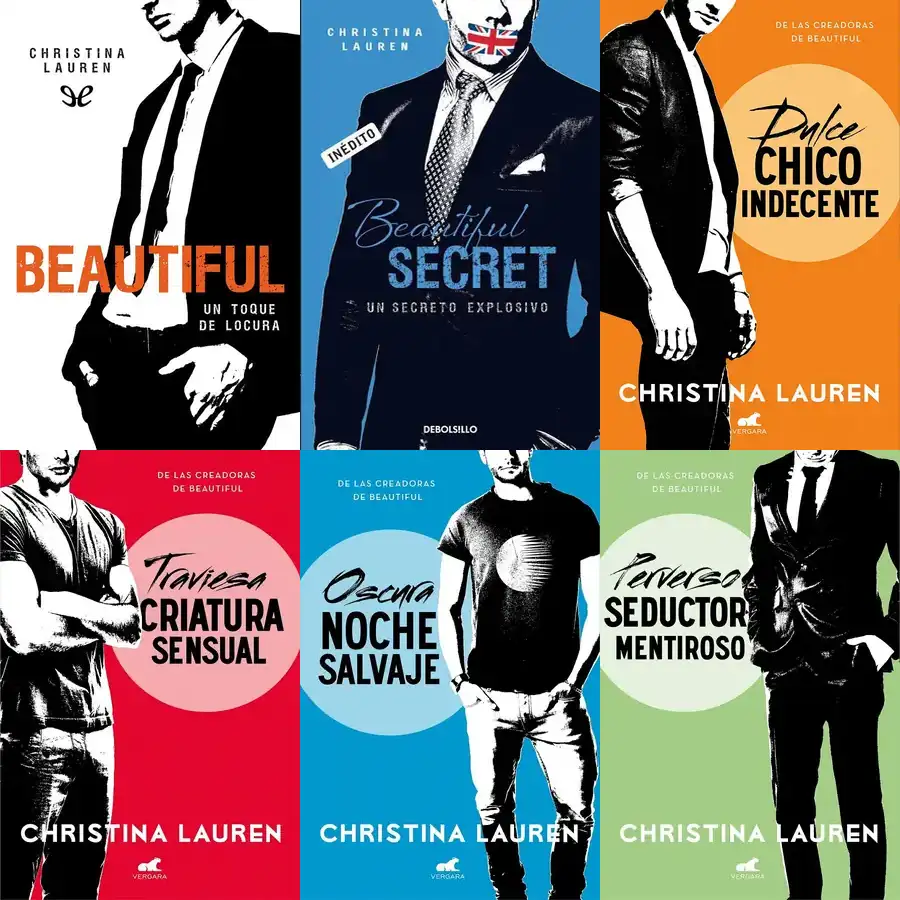 CHRISTINA
LAUREN
BEAUTIFUL
UN TOQUE
DE LOCURA
CHRISTINA
LAUREN
INÉDITO
Beautiful
SECRET
UN SECRETO EXPLOSIVO
DEBOLS!LLO
DE LAS CREADORAS
DE BEAUTIFUL
Dulce
CHICO
INDECENTE
CHRISTINA LAUREN
VERGARA
DE LAS CREADORAS
DE BEAUTIFUL
Traviesa
CRIATURA
SENSUAL
CHRISTINA LAUREN
VERGARA
DE LAS CREADORAS
DE BEAUTIFUL
Oscura
NOCHE
SALVAJE
CHRISTINA LAUREN
VERGARA
DE LAS CREADORAS
DE BEAUTIFUL
Perverso
SEDUCTOR
MENTIROSO
CHRISTINA LAUREN
VERGARA